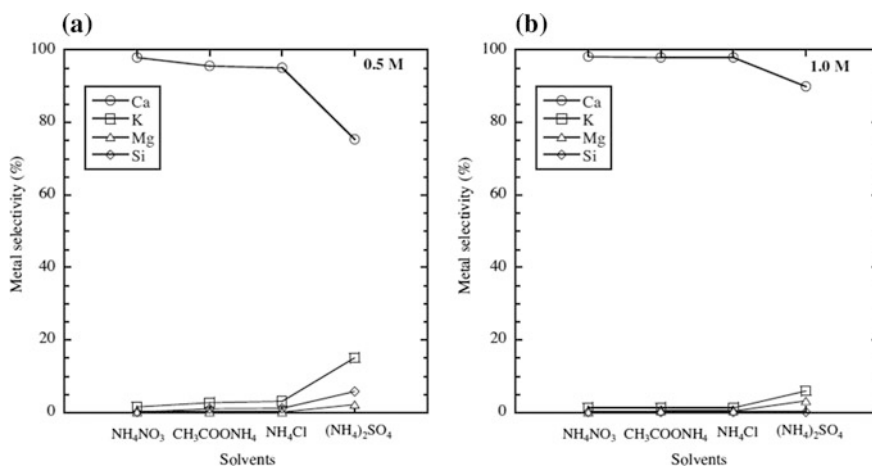 (a)
0.5 M
Ca
K
Mg
Si
100
80
60
40
20
0
Metal selectivity (%)
NH₄NO₃ CH₃COONH₄ NH₄Cl (NH₄)₂SO₄
Solvents
(b)
1.0 M
Ca
K
Mg
Si
100
80
60
40
20
0
Metal selectivity (%)
NH₄NO₃ CH₃COONH₄ NH₄Cl (NH₄)₂SO₄
Solvents